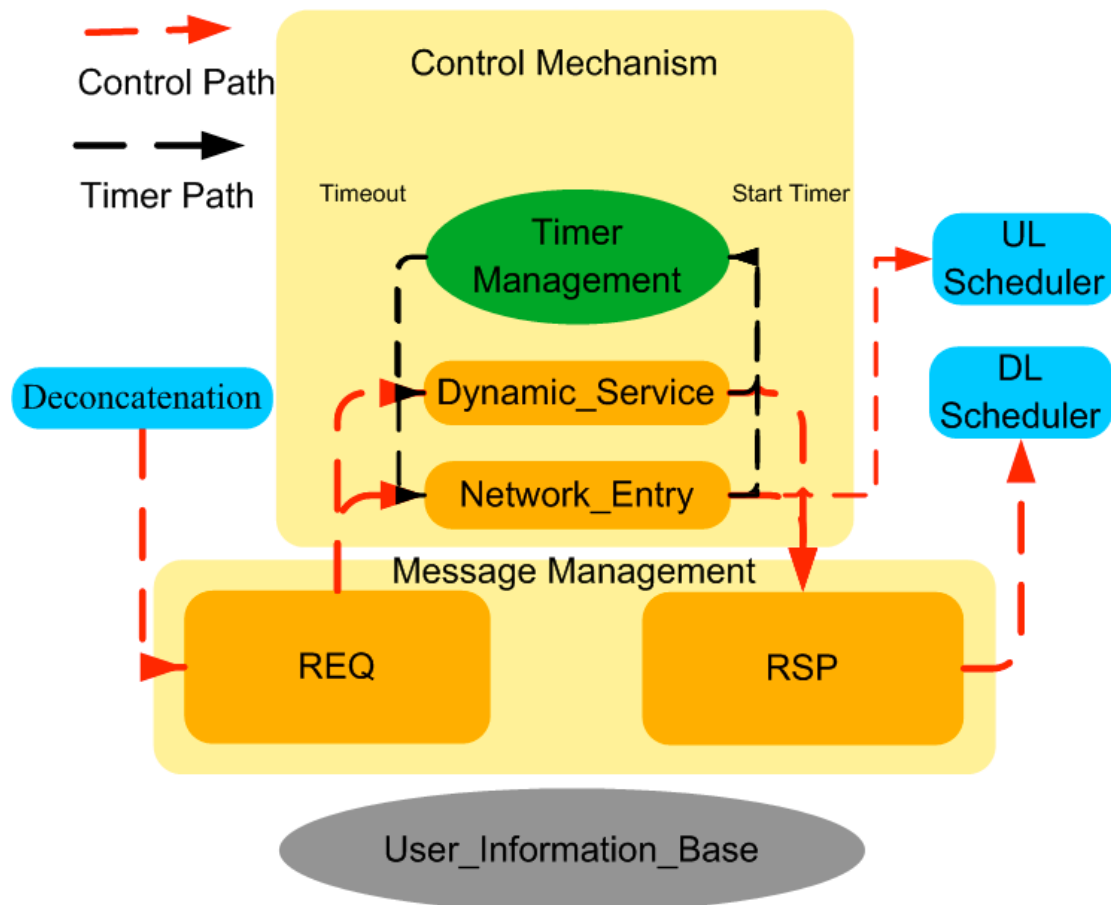 Control Path
Timer Path
Control Mechanism
Timeout
Start Timer
Timer
Management
UL
Scheduler
DL
Scheduler
Deconcatenation
Dynamic_Service
Network_Entry
Message Management
REQ
RSP
User_Information_Base